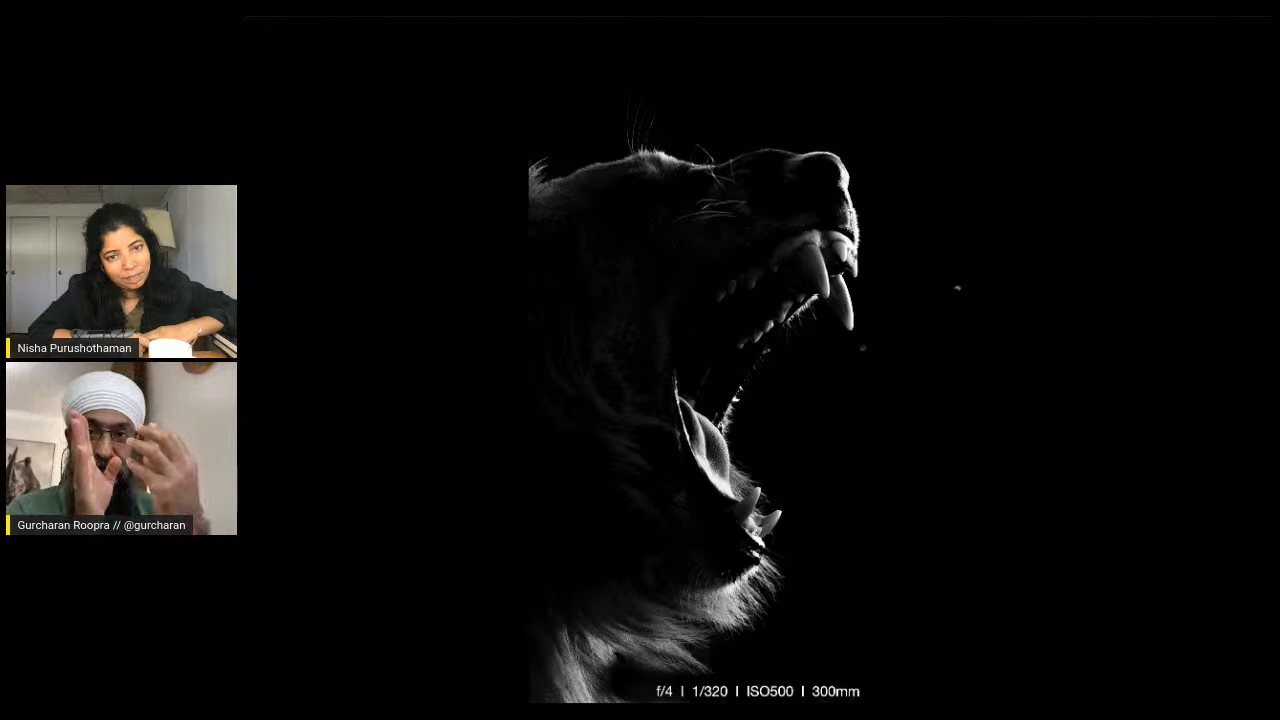 Nisha Purushothaman
Gurcharan Roopra // @gurcharan
f/4 | 1/320 | ISO500 | 300mm